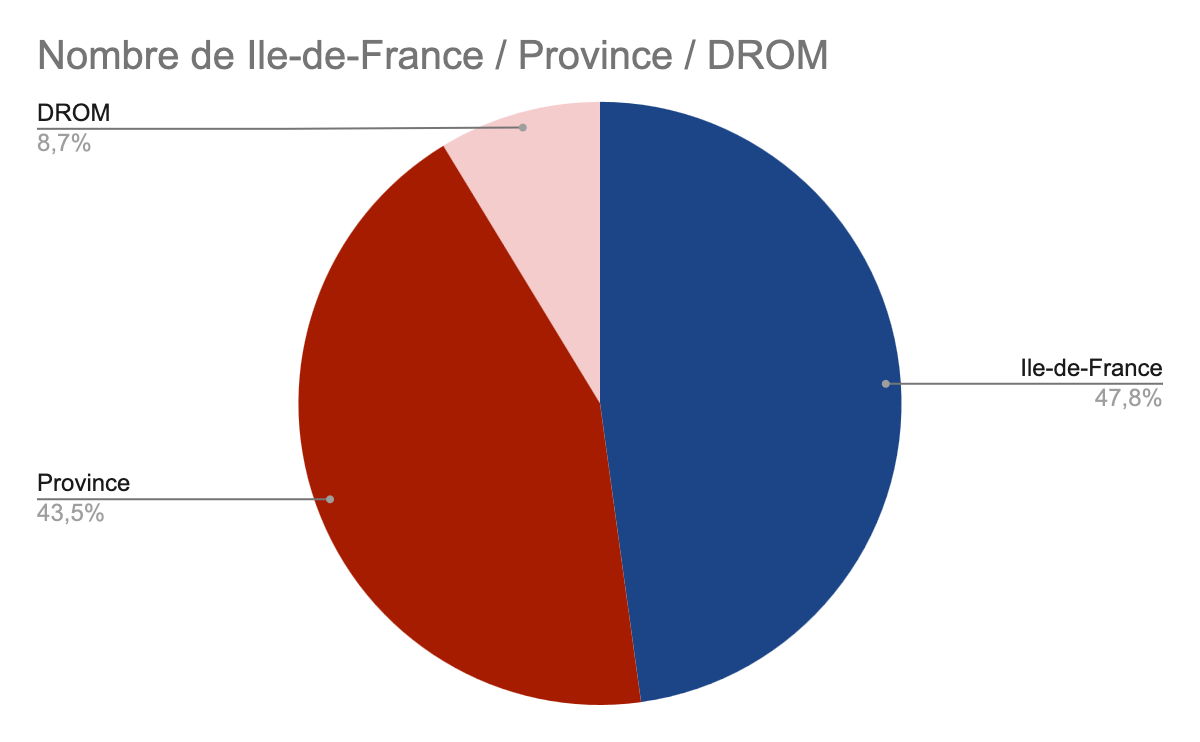 Nombre de Ile-de-France / Province / DROM
DROM
8,7%
Ile-de-France
47,8%
Province
43,5%